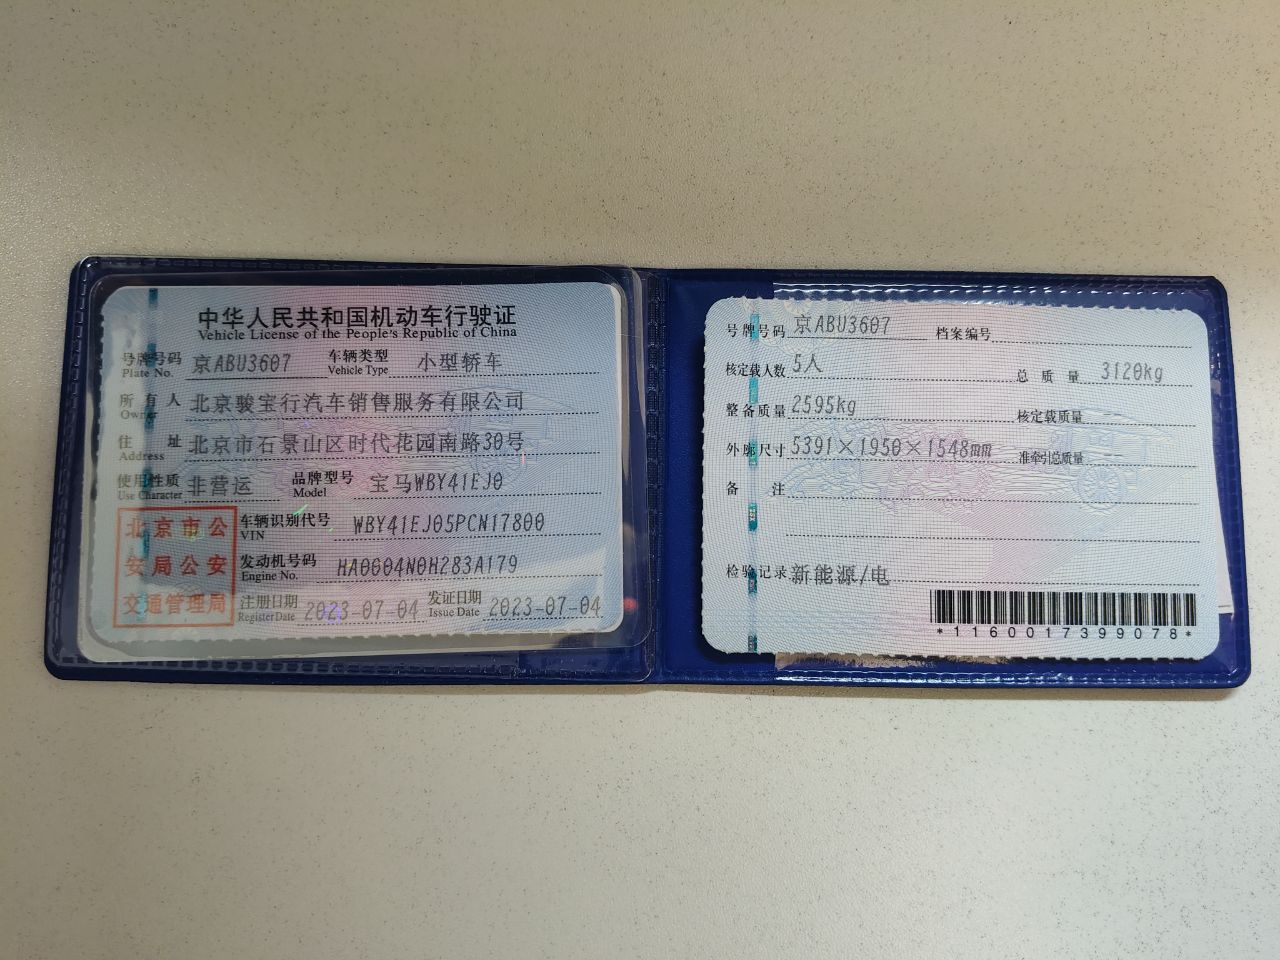 中华人民共和国机动车行驶证
Vehicle License of the People's Republic of China
号牌号码 京ABU3607 车辆类型 小型轿车
Plate No. Vehicle Type
所有人 北京骏宝行汽车销售服务有限公司
Owner
住址 北京市石景山区时代花园南路30号
Address
使用性质 非营运 品牌型号 宝马WBY41EJ0
Use Character Model
北京市公安局公安交通管理局
车辆识别代号 WBY41EJ05PCN17800
VIN
发动机号码 HA0004N0H283A179
Engine No.
注册日期 2023-07-04 发证日期 2023-07-04
Register Date Issue Date
号牌号码 京ABU3607 档案编号
核定载人数 5人 总质量 3120kg
整备质量 2595kg 核定载质量
外廓尺寸 5391×1950×1548mm 准牵引总质量 --
备注
检验记录 新能源/电
*1160017399078*